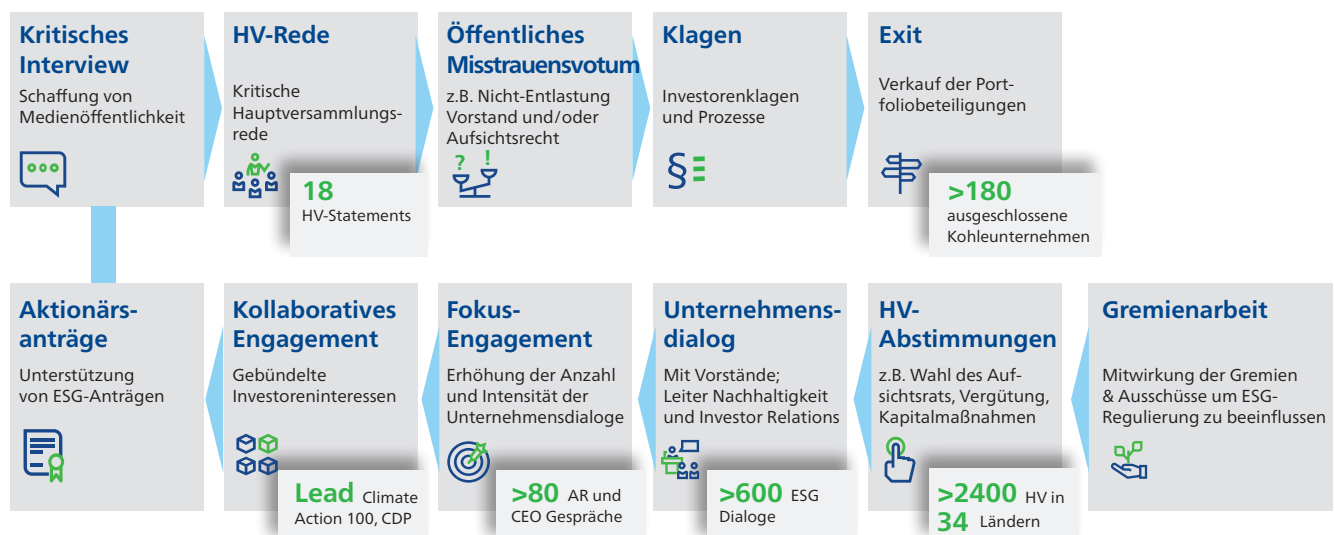 Kritisches
Interview
Schaffung von
Medienöffentlichkeit
HV-Rede
Kritische
Hauptversammlungs-
rede
18
HV-Statements
Öffentliches
Misstrauensvotum
z.B. Nicht-Entlastung
Vorstand und/oder
Aufsichtsrecht
? !
Klagen
Investorenklagen
und Prozesse
§
Exit
Verkauf der Port-
foliobeteiligungen
>180
ausgeschlossene
Kohleunternehmen
Aktionärs-
anträge
Unterstützung
von ESG-Anträgen
Kollaboratives
Engagement
Gebündelte
Investoreninteressen
Lead Climate
Action 100, CDP
Fokus-
Engagement
Erhöhung der Anzahl
und Intensität der
Unternehmensdialoge
>80 AR und
CEO Gespräche
Unternehmens-
dialog
Mit Vorstände;
Leiter Nachhaltigkeit
und Investor Relations
>600 ESG
Dialoge
HV-
Abstimmungen
z.B. Wahl des Auf-
sichtsrats, Vergütung,
Kapitalmaßnahmen
>2400 HV in
34 Ländern
Gremienarbeit
Mitwirkung der Gremien
& Ausschüsse um ESG-
Regulierung zu beeinflussen